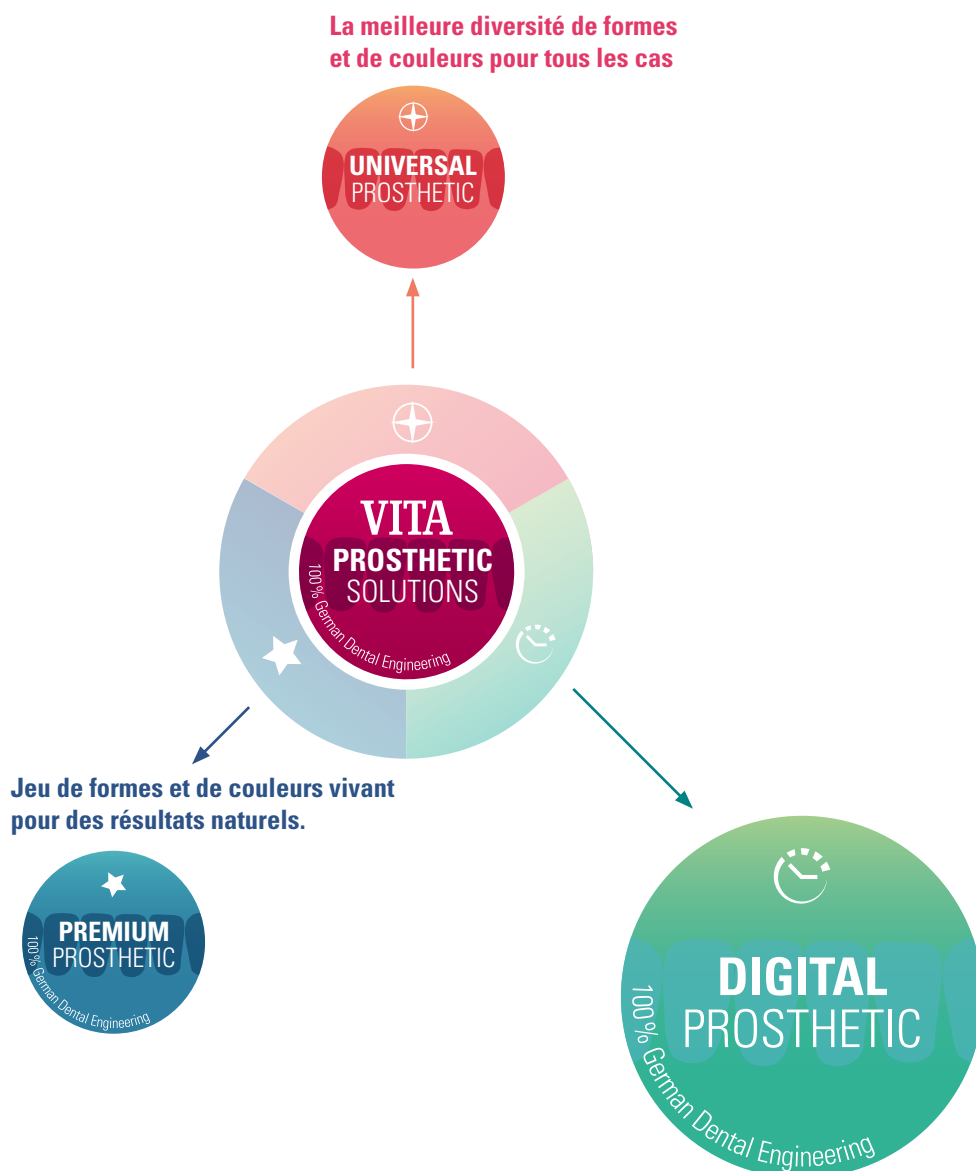 La meilleure diversité de formes
et de couleurs pour tous les cas
UNIVERSAL
PROSTHETIC
VITA
PROSTHETIC
SOLUTIONS
100% German Dental Engineering
Jeu de formes et de couleurs vivant
pour des résultats naturels.
PREMIUM
PROSTHETIC
100% German Dental Engineering
DIGITAL
PROSTHETIC
100% German Dental Engineering